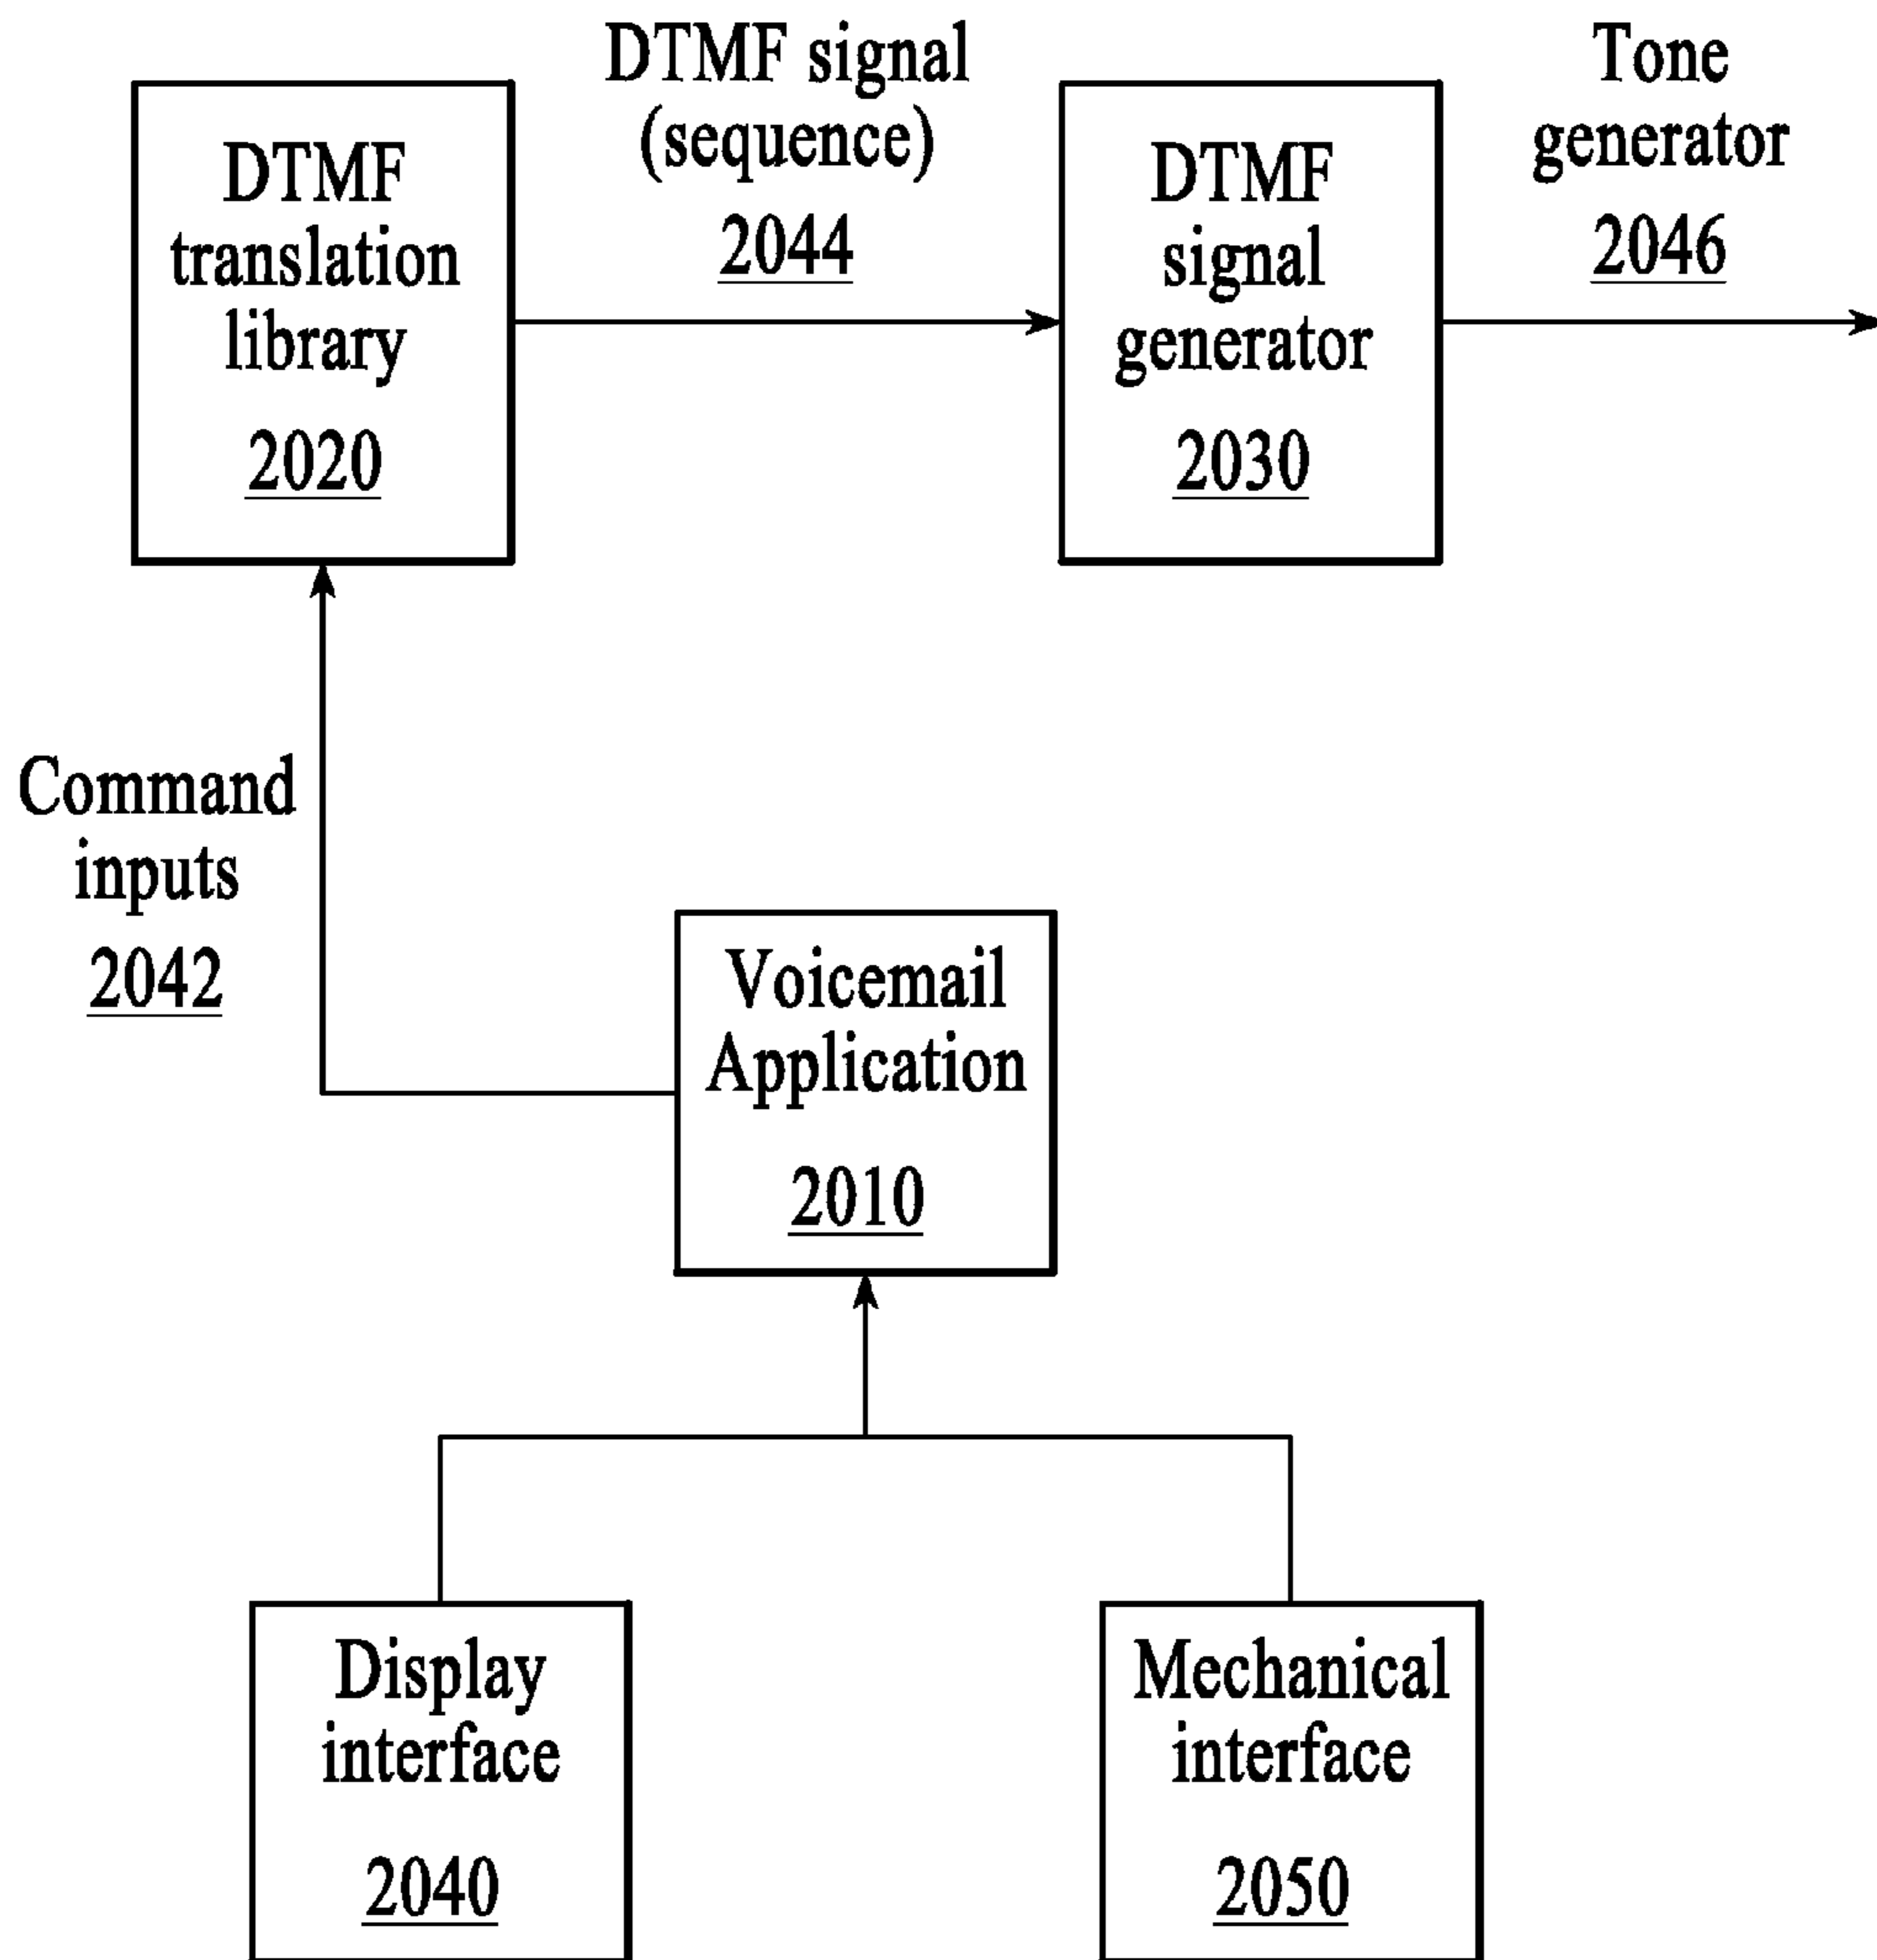 DTMF
translation
library
2020
DTMF signal
(sequence)
2044
DTMF
signal
generator
2030
Tone
generator
2046
Command
inputs
2042
Voicemail
Application
2010
Display
interface
2040
Mechanical
interface
2050